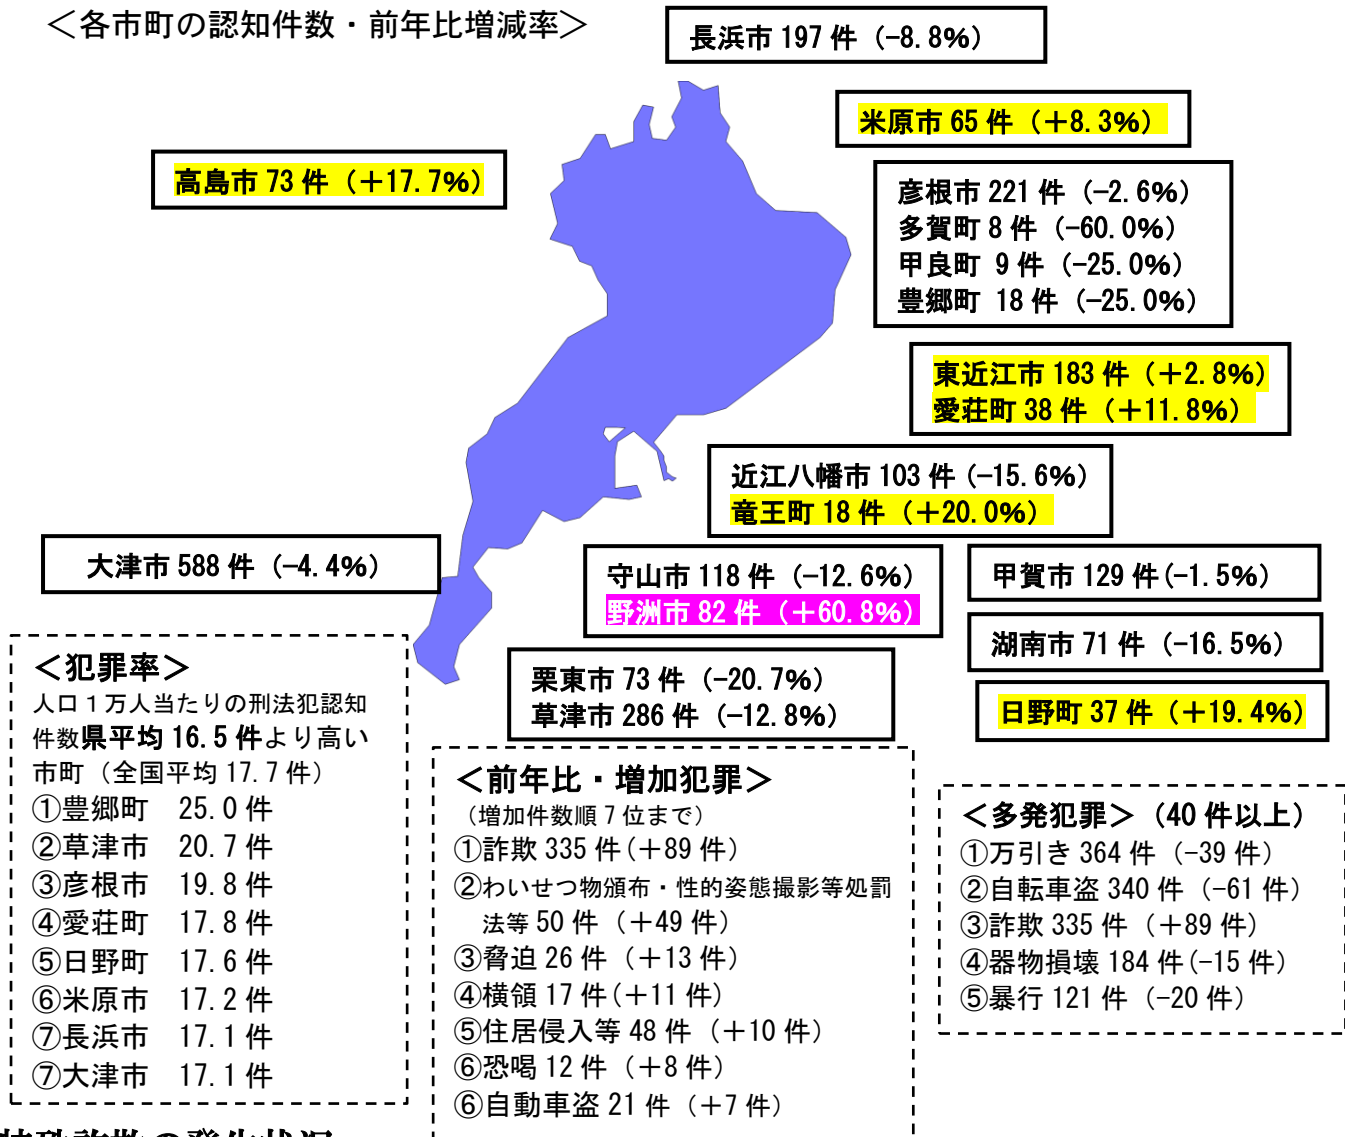 ＜各市町の認知件数・前年比増減率＞
長浜市 197 件（-8.8%）
米原市 65 件（＋8.3%）
高島市 73 件（＋17.7%）
彦根市 221 件（-2.6%）
多賀町 8 件（-60.0%）
甲良町 9 件（-25.0%）
豊郷町 18 件（-25.0%）
東近江市 183 件（＋2.8%）
愛荘町 38 件（＋11.8%）
近江八幡市 103 件（-15.6%）
竜王町 18 件（＋20.0%）
大津市 588 件（-4.4%）
守山市 118 件（-12.6%）
野洲市 82 件（＋60.8%）
甲賀市 129 件（-1.5%）
湖南市 71 件（-16.5%）
日野町 37 件（＋19.4%）
栗東市 73 件（-20.7%）
草津市 286 件（-12.8%）
＜犯罪率＞
人口１万人当たりの刑法犯認知
件数県平均 16.5 件より高い
市町（全国平均 17.7 件）
①豊郷町　25.0 件
②草津市　20.7 件
③彦根市　19.8 件
④愛荘町　17.8 件
⑤日野町　17.6 件
⑥米原市　17.2 件
⑦長浜市　17.1 件
⑦大津市　17.1 件
＜前年比・増加犯罪＞
（増加件数順 7 位まで）
①詐欺 335 件（＋89 件）
②わいせつ物頒布・性的姿態撮影等処罰
法等 50 件（＋49 件）
③脅迫 26 件（＋13 件）
④横領 17 件（＋11 件）
⑤住居侵入等 48 件（＋10 件）
⑥恐喝 12 件（＋8 件）
⑥自動車盗 21 件（＋7 件）
＜多発犯罪＞（40 件以上）
①万引き 364 件（-39 件）
②自転車盗 340 件（-61 件）
③詐欺 335 件（＋89 件）
④器物損壊 184 件（-15 件）
⑤暴行 121 件（-20 件）